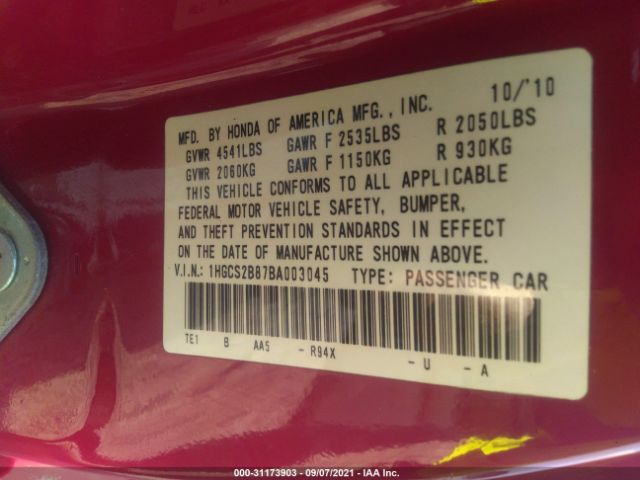 MFD. BY HONDA OF AMERICA MFG., INC. 10/'10
GVWR 4541LBS GAWR F 2535LBS R 2050LBS
GVWR 2060KG GAWR F 1150KG R 930KG
THIS VEHICLE CONFORMS TO ALL APPLICABLE
FEDERAL MOTOR VEHICLE SAFETY, BUMPER,
AND THEFT PREVENTION STANDARDS IN EFFECT
ON THE DATE OF MANUFACTURE SHOWN ABOVE.
V.I.N.: 1HGCS2B87BA003045 TYPE: PASSENGER CAR
TE1 B AA5 - R94X - U - A
000-31173903 - 09/07/2021 - IAA Inc.